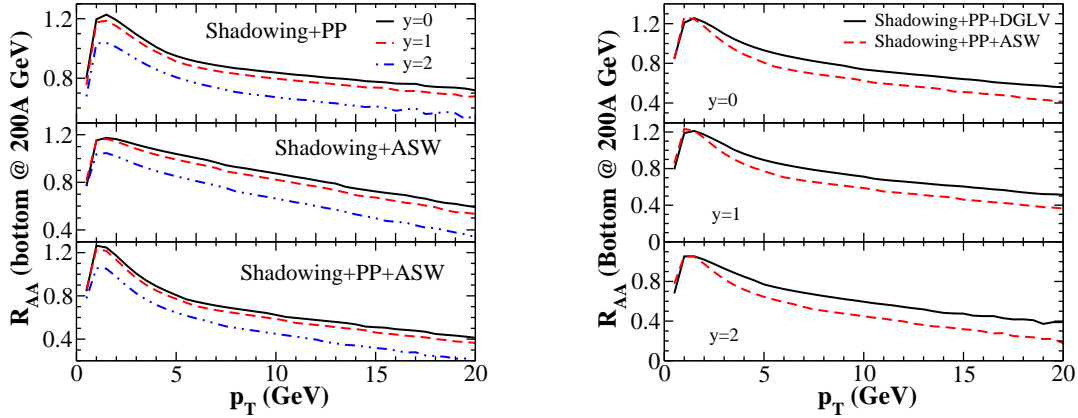 R_AA (bottom @ 200A GeV)
1.2
0.8
Shadowing+PP
y=0
y=1
y=2
1.2
0.8
0.4
Shadowing+ASW
1.2
0.8
0.4
Shadowing+PP+ASW
0 5 10 15 20
p_T (GeV)
R_AA (Bottom @ 200A GeV)
1.2
0.8
0.4
Shadowing+PP+DGLV
Shadowing+PP+ASW
y=0
1.2
0.8
0.4
0
y=1
1.2
0.8
0.4
0
y=2
0 5 10 15 20
p_T (GeV)